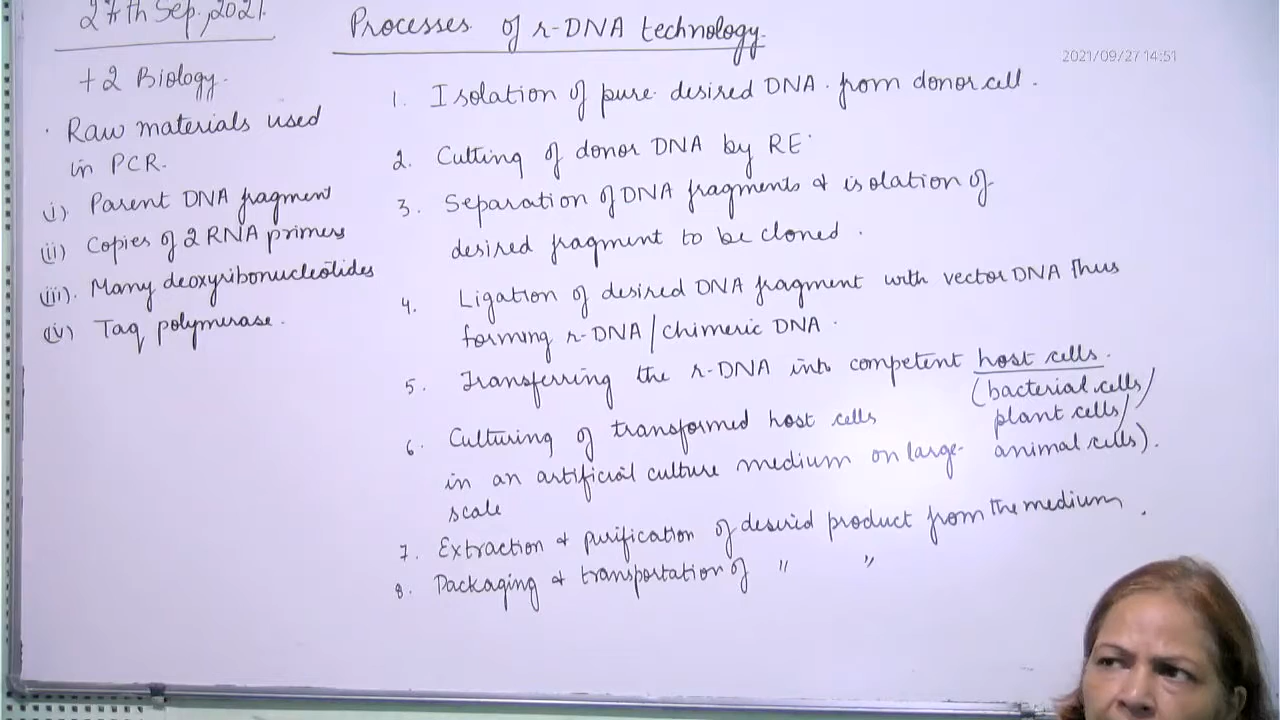 27th Sep., 2021.
+2 Biology.
Raw materials used
in PCR.
(i) Parent DNA fragment
(ii) Copies of 2 RNA primers
(iii). Many deoxyribonucleotides
(iv) Taq polymerase.
Processes of r-DNA technology.
2021/09/27 14:51
1. Isolation of pure desired DNA from donor cell.
2. Cutting of donor DNA by RE
3. Separation of DNA fragments & isolation of
desired fragment to be cloned.
4. Ligation of desired DNA fragment with vector DNA thus
forming r-DNA/chimeric DNA.
5. Transferring the r-DNA into competent host cells.
(bacterial cells/
plant cells/
animal cells).
6. Culturing of transformed host cells
in an artificial culture medium on large-
scale
7. Extraction & purification of desired product from the medium.
8. Packaging & transportation of " "